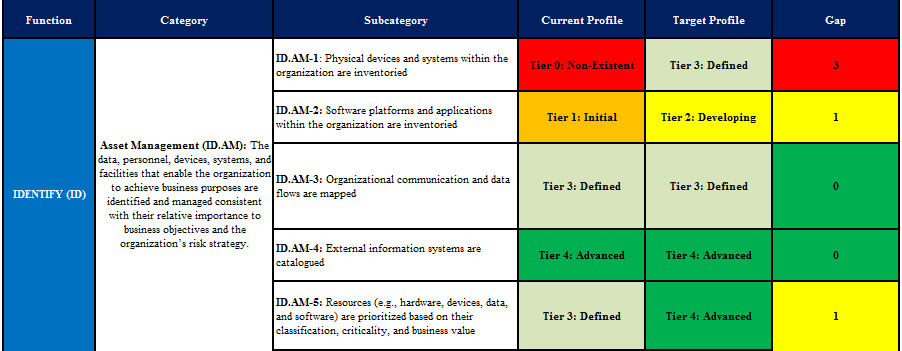 Function Category Subcategory Current Profile Target Profile Gap
IDENTIFY (ID)
Asset Management (ID.AM): The
data, personnel, devices, systems, and
facilities that enable the organization
to achieve business purposes are
identified and managed consistent
with their relative importance to
business objectives and the
organization's risk strategy.
ID.AM-1: Physical devices and systems within the
organization are inventoried
Tier 0: Non-Existent Tier 3: Defined 3
ID.AM-2: Software platforms and applications
within the organization are inventoried
Tier 1: Initial Tier 2: Developing 1
ID.AM-3: Organizational communication and data
flows are mapped
Tier 3: Defined Tier 3: Defined 0
ID.AM-4: External information systems are
catalogued
Tier 4: Advanced Tier 4: Advanced 0
ID.AM-5: Resources (e.g., hardware, devices, data,
and software) are prioritized based on their
classification, criticality, and business value
Tier 3: Defined Tier 4: Advanced 1